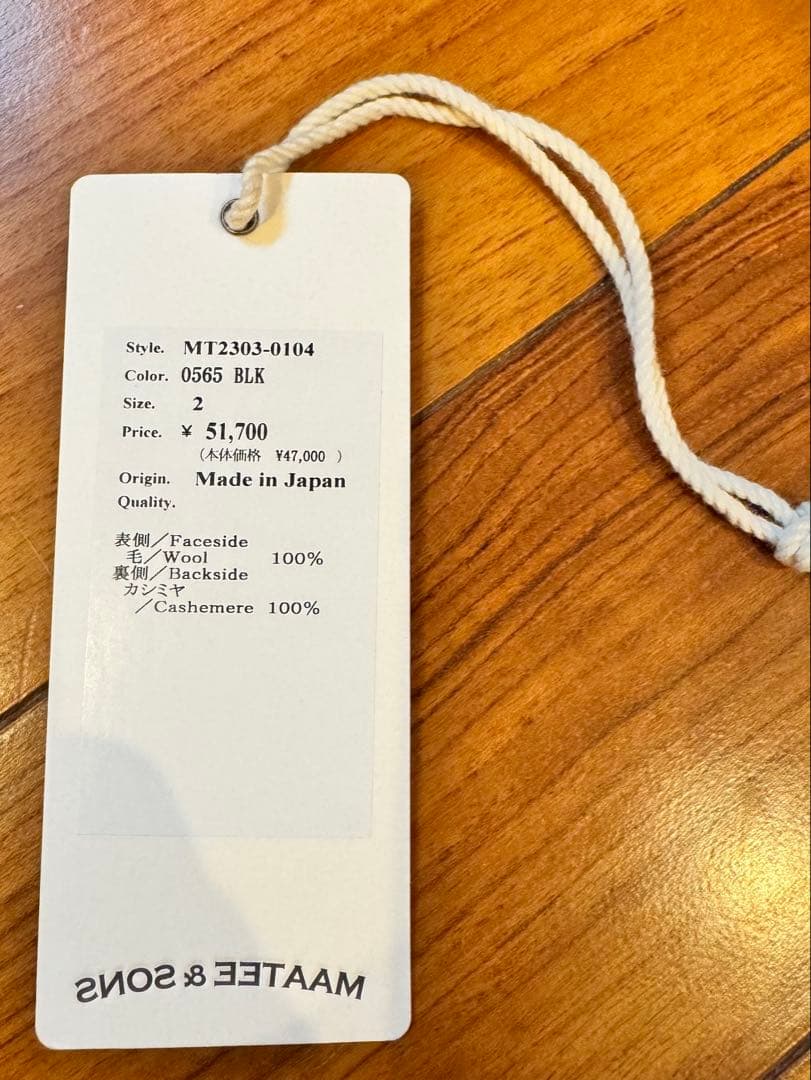 Style. MT2303-0104
Color. 0565 BLK
Size. 2
Price. ¥ 51,700
(本体価格 ¥47,000 )
Origin. Made in Japan
Quality.
表側/Faceside
毛/Wool 100%
裏側/Backside
カシミヤ
/Cashemere 100%
MAATEE & SONS